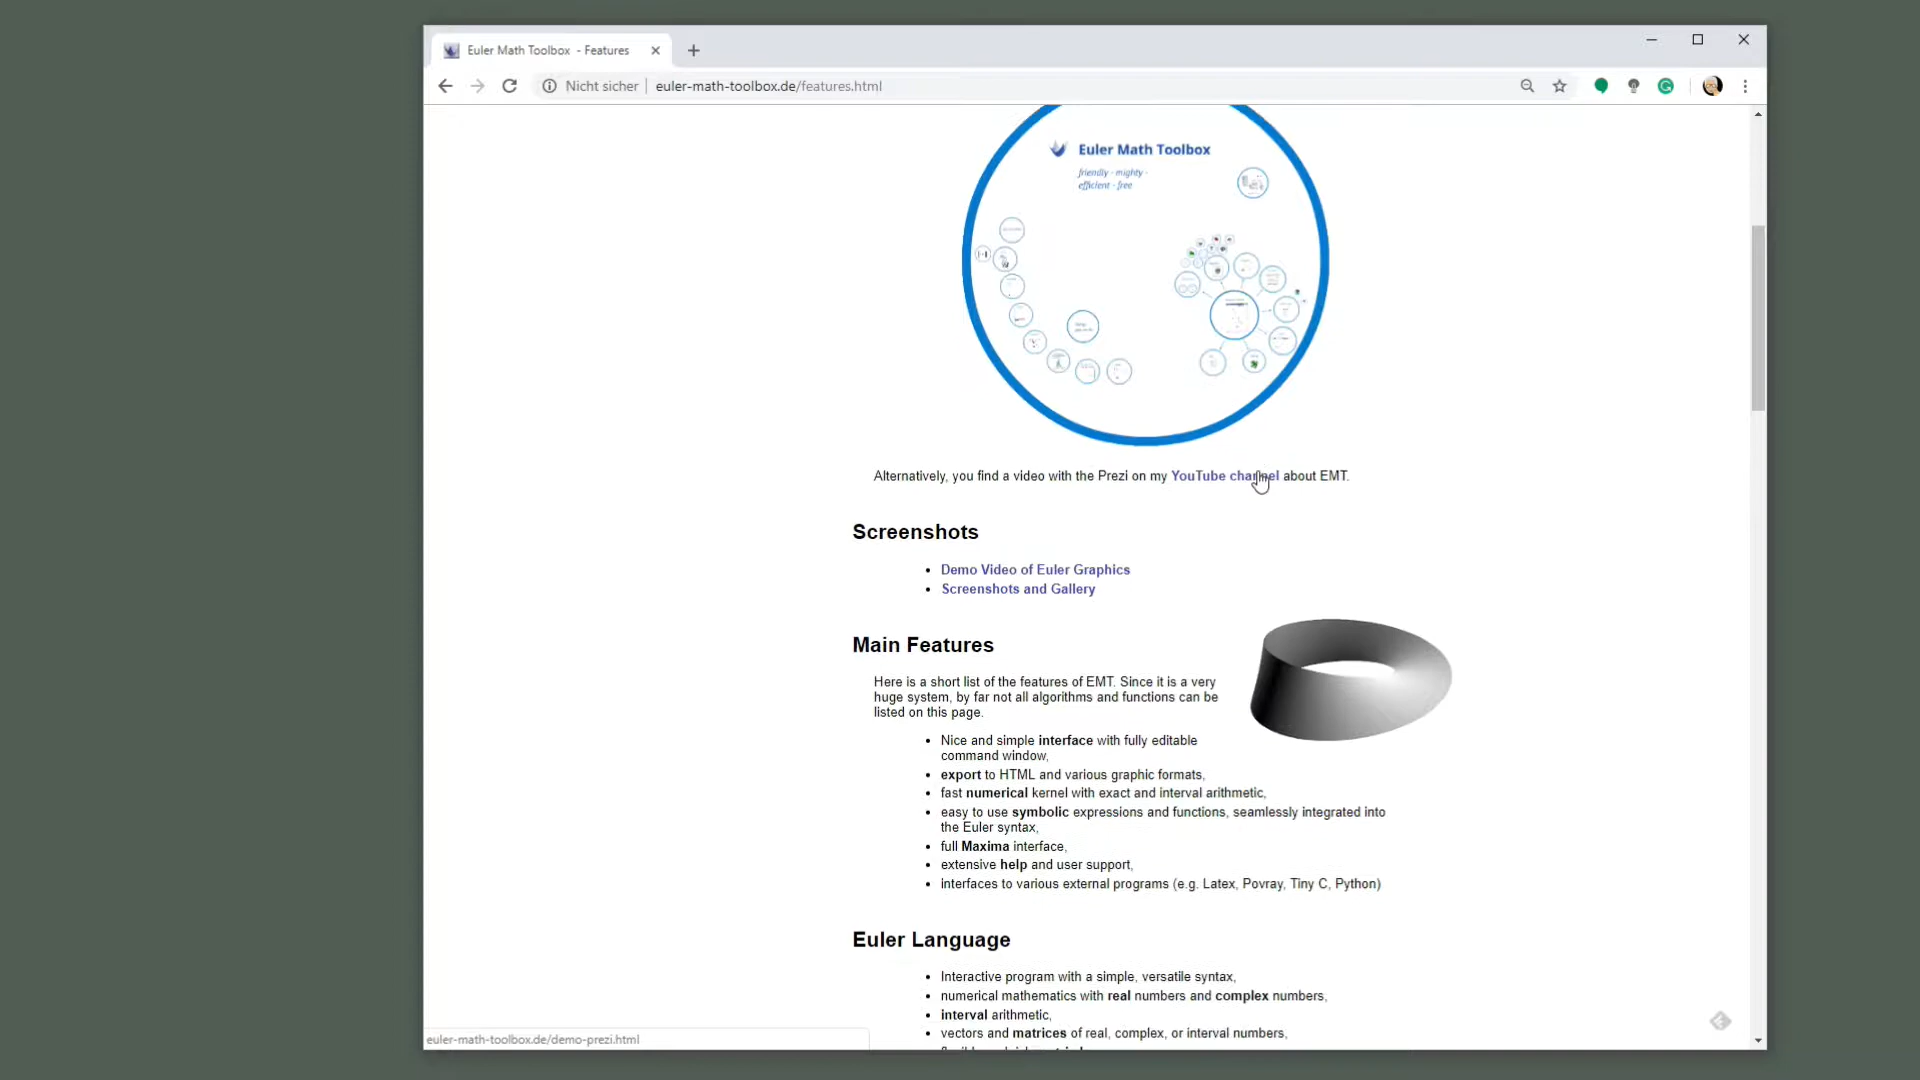 Euler Math Toolbox - Features
Nicht sicher | euler-math-toolbox.de/features.html
Euler Math Toolbox
friendly - mighty -
efficient - free
Alternatively, you find a video with the Prezi on my YouTube channel about EMT.
Screenshots
• Demo Video of Euler Graphics
• Screenshots and Gallery
Main Features
Here is a short list of the features of EMT. Since it is a very
huge system, by far not all algorithms and functions can be
listed on this page.
• Nice and simple interface with fully editable
command window,
• export to HTML and various graphic formats,
• fast numerical kernel with exact and interval arithmetic,
• easy to use symbolic expressions and functions, seamlessly integrated into
the Euler syntax,
• full Maxima interface,
• extensive help and user support,
• interfaces to various external programs (e.g. Latex, Povray, Tiny C, Python)
Euler Language
• Interactive program with a simple, versatile syntax,
• numerical mathematics with real numbers and complex numbers,
• interval arithmetic,
• vectors and matrices of real, complex, or interval numbers,
euler-math-toolbox.de/demo-prezi.html